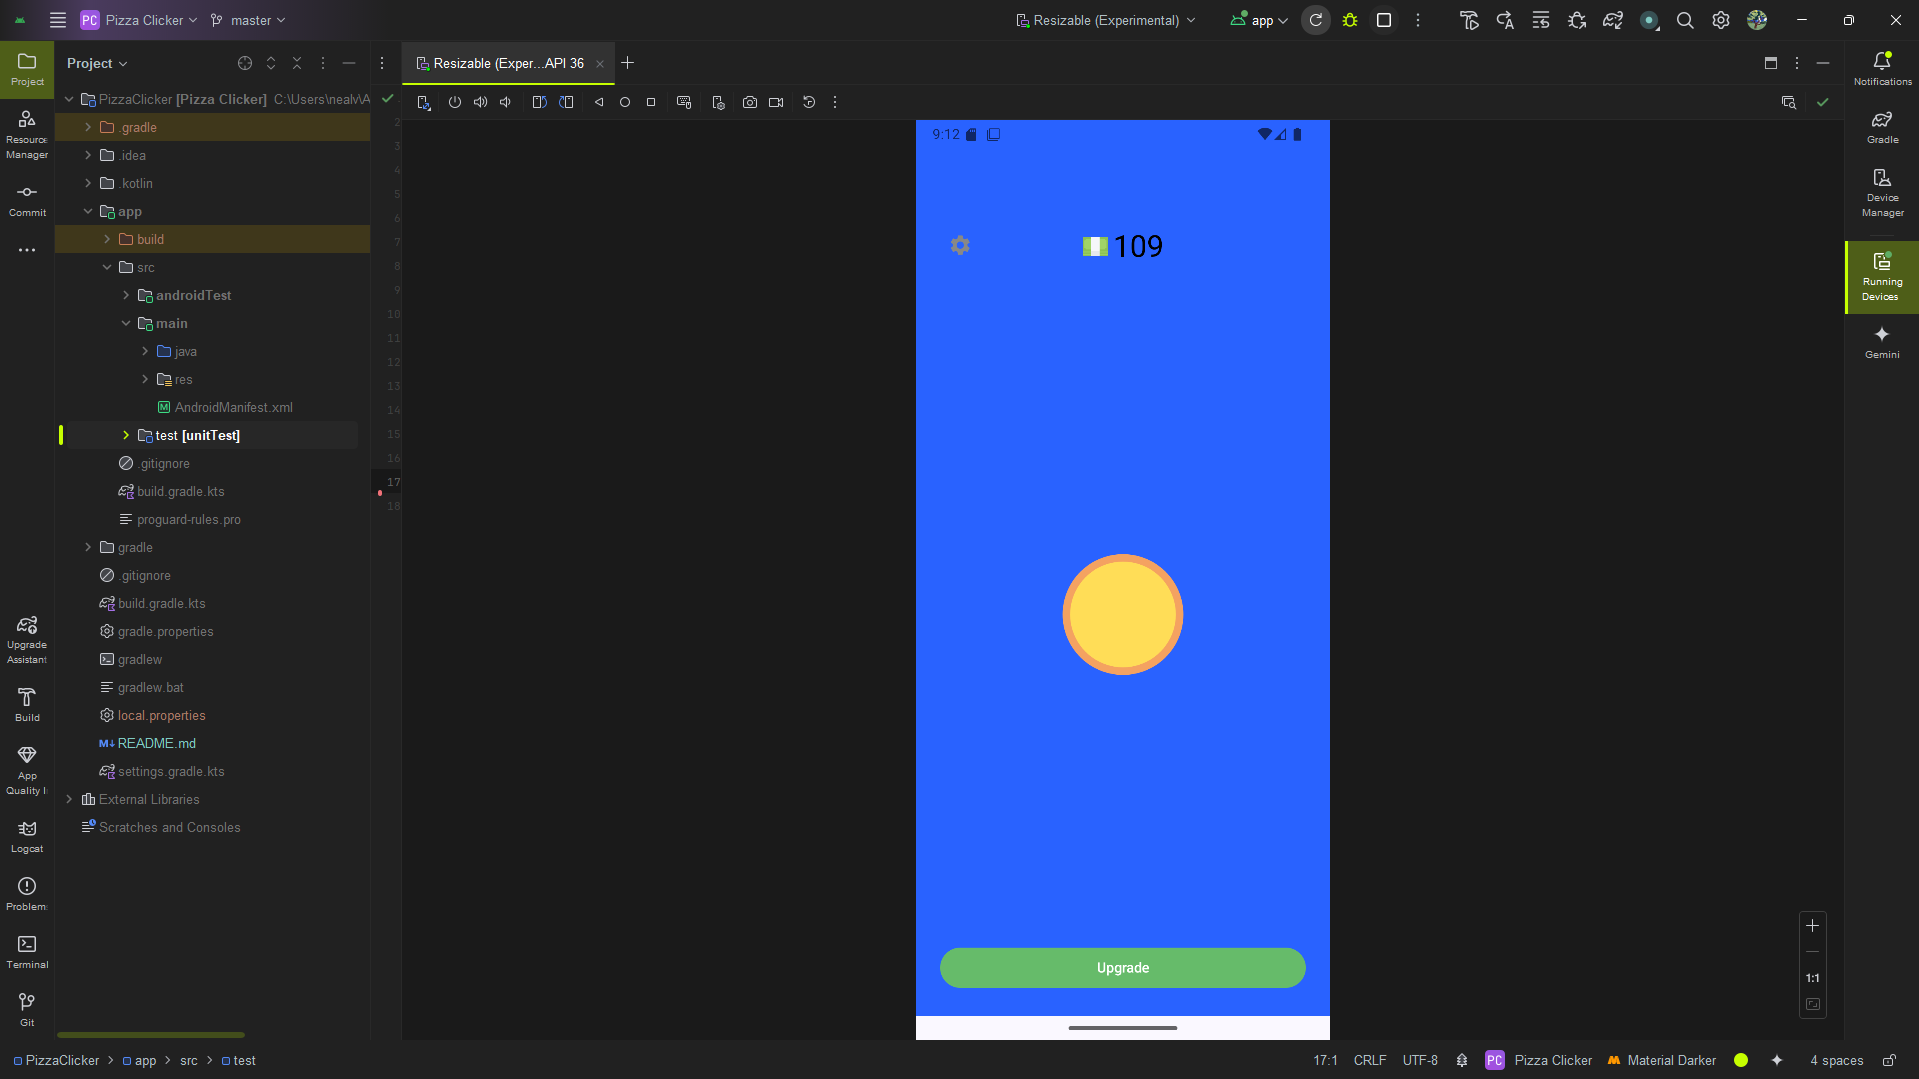 PC Pizza Clicker master Resizable (Experimental) app
Project
Resizable (Exper...API 36
Notifications
Project
PizzaClicker [Pizza Clicker] C:\Users\nealv\A
.gradle
.idea
.kotlin
app
build
src
androidTest
main
java
res
M AndroidManifest.xml
test [unitTest]
.gitignore
build.gradle.kts
proguard-rules.pro
gradle
.gitignore
build.gradle.kts
gradle.properties
gradlew
gradlew.bat
local.properties
M↓ README.md
settings.gradle.kts
External Libraries
Scratches and Consoles
Resource
Manager
Commit
Upgrade
Assistant
Build
App
Quality I
Logcat
Problem
Terminal
Git
2
3
4
5
6
7
8
9
10
11
12
13
14
15
16
17
18
9:12
109
Upgrade
Gradle
Device
Manager
Running
Devices
Gemini
1:1
PizzaClicker app src test
17:1 CRLF UTF-8 PC Pizza Clicker Material Darker 4 spaces